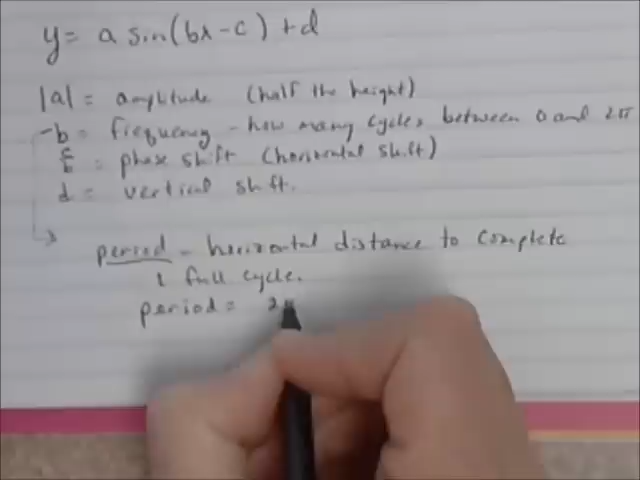 y = a sin(bx - c) + d
|a| = amplitude (half the height)
b = frequency - how many cycles between 0 and 2π
c/b = phase shift (horizontal shift)
d = vertical shift.
period - horizontal distance to complete
1 full cycle.
period = 2π